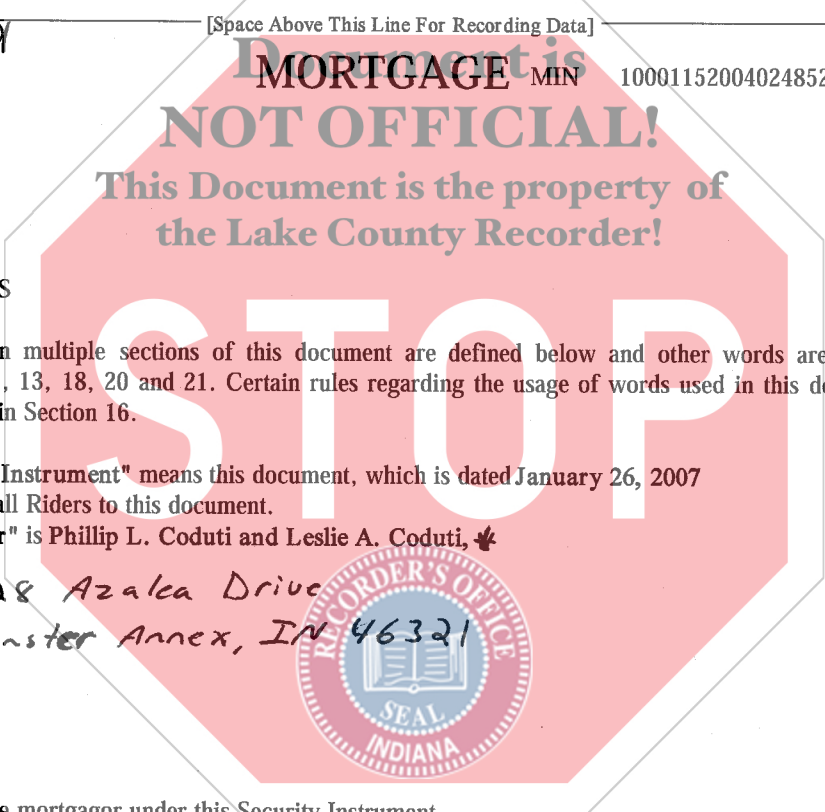 [Space Above This Line For Recording Data]
Document is
MORTGAGE MIN 10001152004024852
NOT OFFICIAL!
This Document is the property of
the Lake County Recorder!
S
STOP
n multiple sections of this document are defined below and other words are
, 13, 18, 20 and 21. Certain rules regarding the usage of words used in this do
in Section 16.
Instrument" means this document, which is dated January 26, 2007
all Riders to this document.
r" is Phillip L. Coduti and Leslie A. Coduti,
8 Azalea Drive
nster Annex, IN 46321
RECORDER'S OFFICE
SEAL
INDIANA
e mortgagor under this Security Instrument